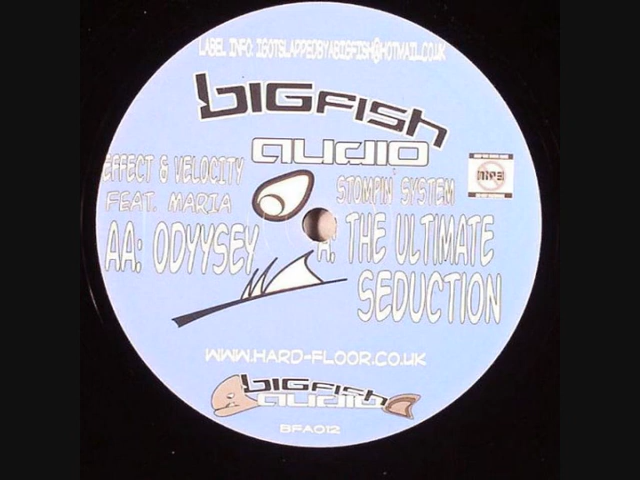 LABEL INFO: IGOTSLAPPEDBYABIGFISH@HOTMAIL.CO.UK
BIGFISH
AUDIO
EFFECT & VELOCITY
FEAT. MARIA
AA: ODYYSEY
STOMPIN' SYSTEM
A: THE ULTIMATE
SEDUCTION
MP3
WWW.HARD-FLOOR.CO.UK
BIGFISH
AUDIO
BFA012